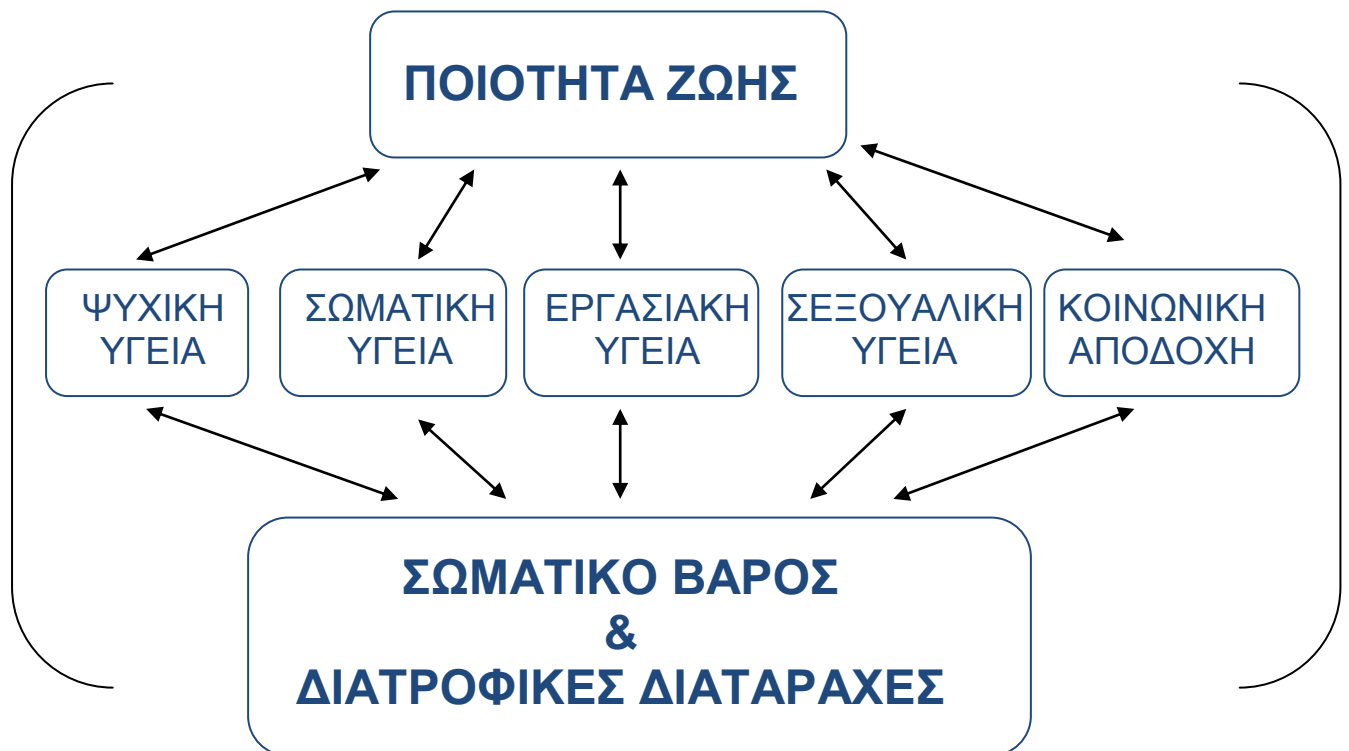 ΠΟΙΟΤΗΤΑ ΖΩΗΣ
ΨΥΧΙΚΗ
ΥΓΕΙΑ
ΣΩΜΑΤΙΚΗ
ΥΓΕΙΑ
ΕΡΓΑΣΙΑΚΗ
ΥΓΕΙΑ
ΣΕΞΟΥΑΛΙΚΗ
ΥΓΕΙΑ
ΚΟΙΝΩΝΙΚΗ
ΑΠΟΔΟΧΗ
ΣΩΜΑΤΙΚΟ ΒΑΡΟΣ
&
ΔΙΑΤΡΟΦΙΚΕΣ ΔΙΑΤΑΡΑΧΕΣ